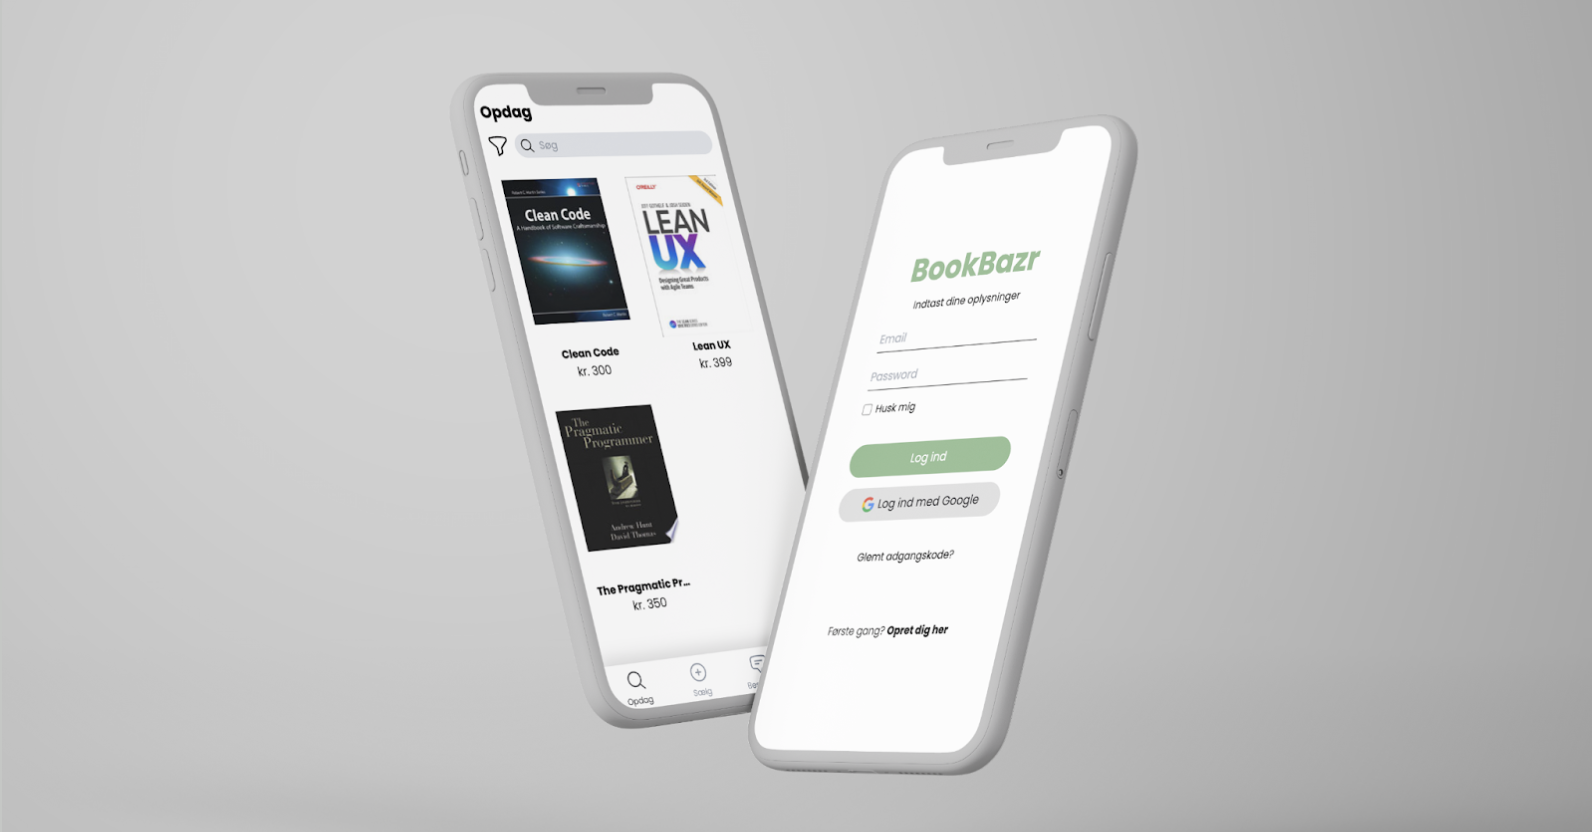 Opdag
Søg
Robert C. Martin Series
Clean Code
A Handbook of Software Craftsmanship
Robert C. Martin
Clean Code
kr. 300
O'REILLY
LEAN
UX
Designing Great Products
with Agile Teams
Lean UX
kr. 399
The
Pragmatic
Programmer
Andrew Hunt
David Thomas
The Pragmatic Pr...
kr. 350
Opdag
Sælg
BookBazr
Indtast dine oplysninger
Email
Password
Husk mig
Log ind
Log ind med Google
Glemt adgangskode?
Første gang? Opret dig her